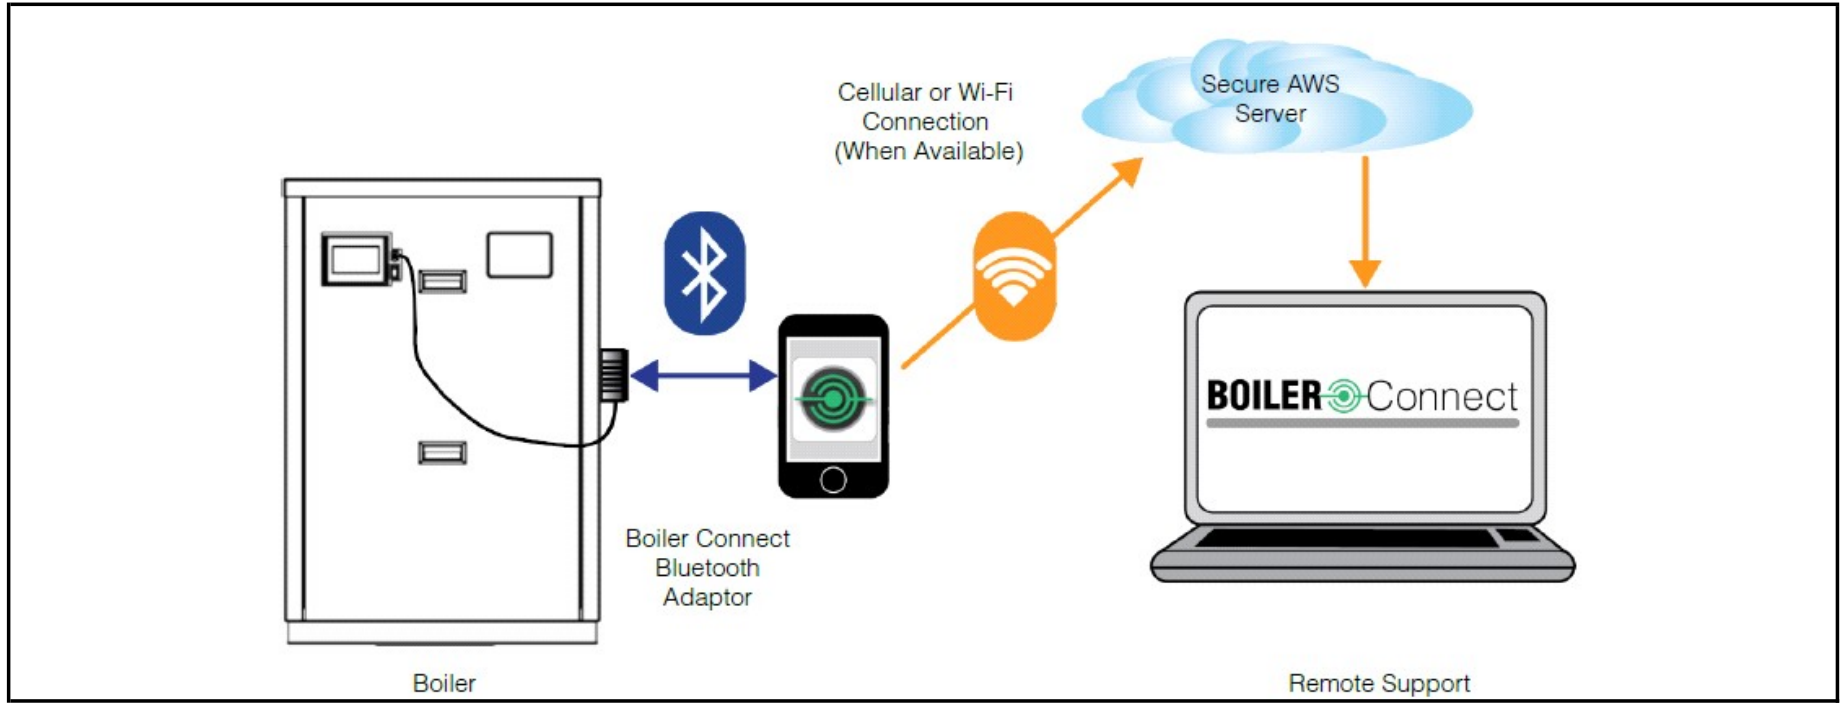 Cellular or Wi-Fi
Connection
(When Available)
Secure AWS
Server
BOILER Connect
Boiler Connect
Bluetooth
Adaptor
Boiler
Remote Support